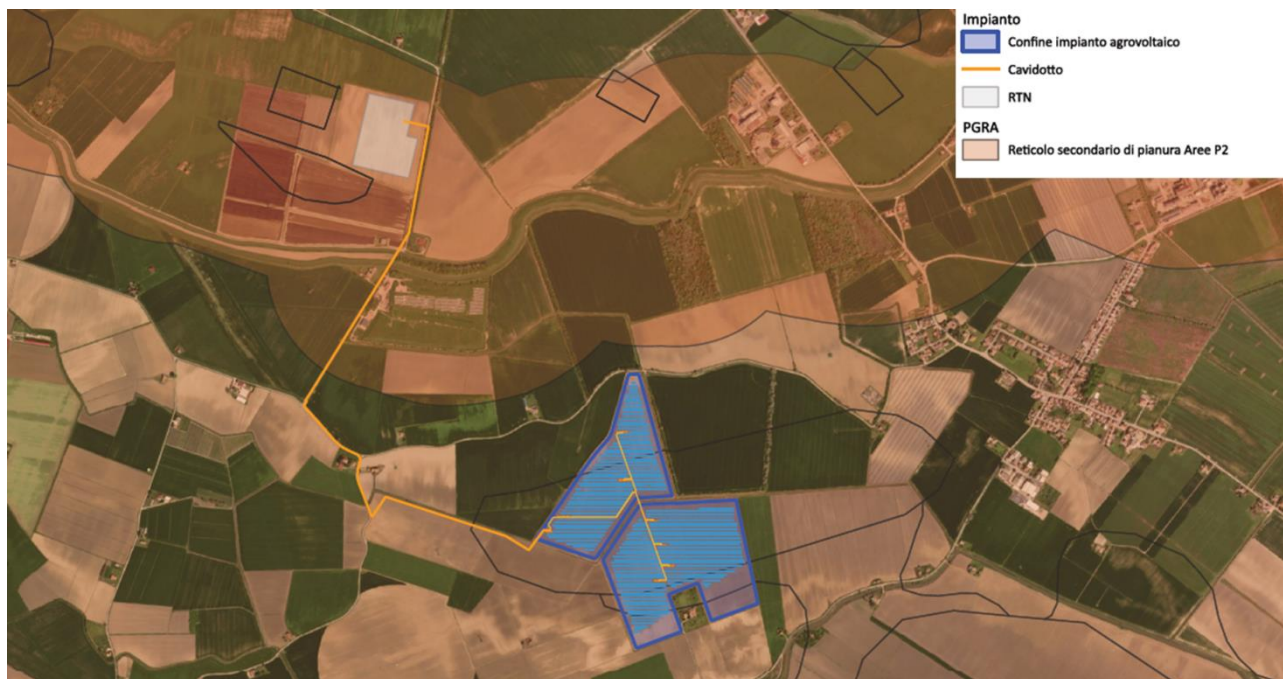 Impianto
Confine impianto agrovoltaico
Cavidotto
RTN
PGRA
Reticolo secondario di pianura Aree P2